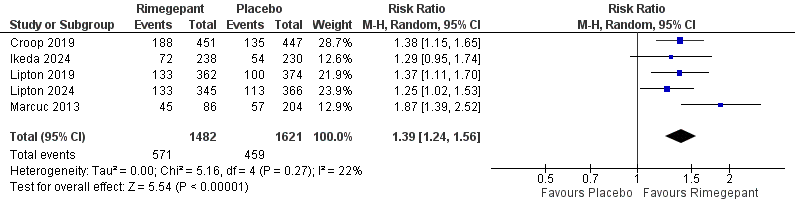 Rimegepant Placebo Risk Ratio Risk Ratio
Study or Subgroup Events Total Events Total Weight M-H, Random, 95% CI M-H, Random, 95% CI
Croop 2019 188 451 135 447 28.7% 1.38 [1.15, 1.65]
Ikeda 2024 72 238 54 230 12.6% 1.29 [0.95, 1.74]
Lipton 2019 133 362 100 374 21.9% 1.37 [1.11, 1.70]
Lipton 2024 133 345 113 366 23.9% 1.25 [1.02, 1.53]
Marcuc 2013 45 86 57 204 12.9% 1.87 [1.39, 2.52]
Total (95% CI) 1482 1621 100.0% 1.39 [1.24, 1.56]
Total events 571 459
Heterogeneity: Tau² = 0.00; Chi² = 5.16, df = 4 (P = 0.27); I² = 22%
Test for overall effect: Z = 5.54 (P < 0.00001)
0.5 0.7 1 1.5 2
Favours Placebo Favours Rimegepant